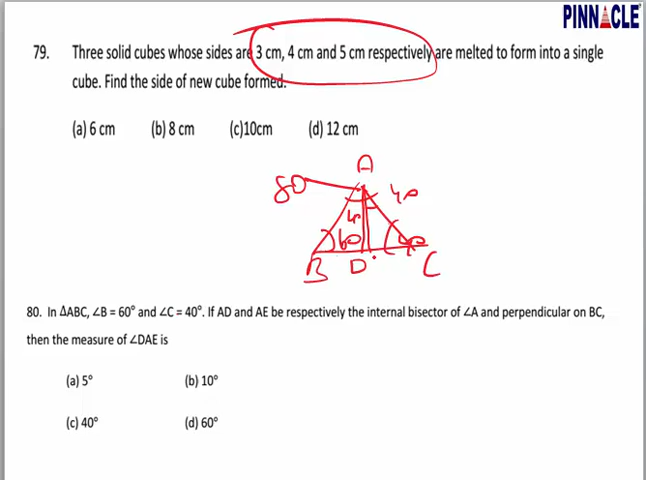 PINNACLE
79. Three solid cubes whose sides are 3 cm, 4 cm and 5 cm respectively are melted to form into a single
cube. Find the side of new cube formed.
(a) 6 cm (b) 8 cm (c)10cm (d) 12 cm
A
80 40
40
60 40
B D C
80. In ΔABC, ∠B = 60° and ∠C = 40°. If AD and AE be respectively the internal bisector of ∠A and perpendicular on BC,
then the measure of ∠DAE is
(a) 5° (b) 10°
(c) 40° (d) 60°